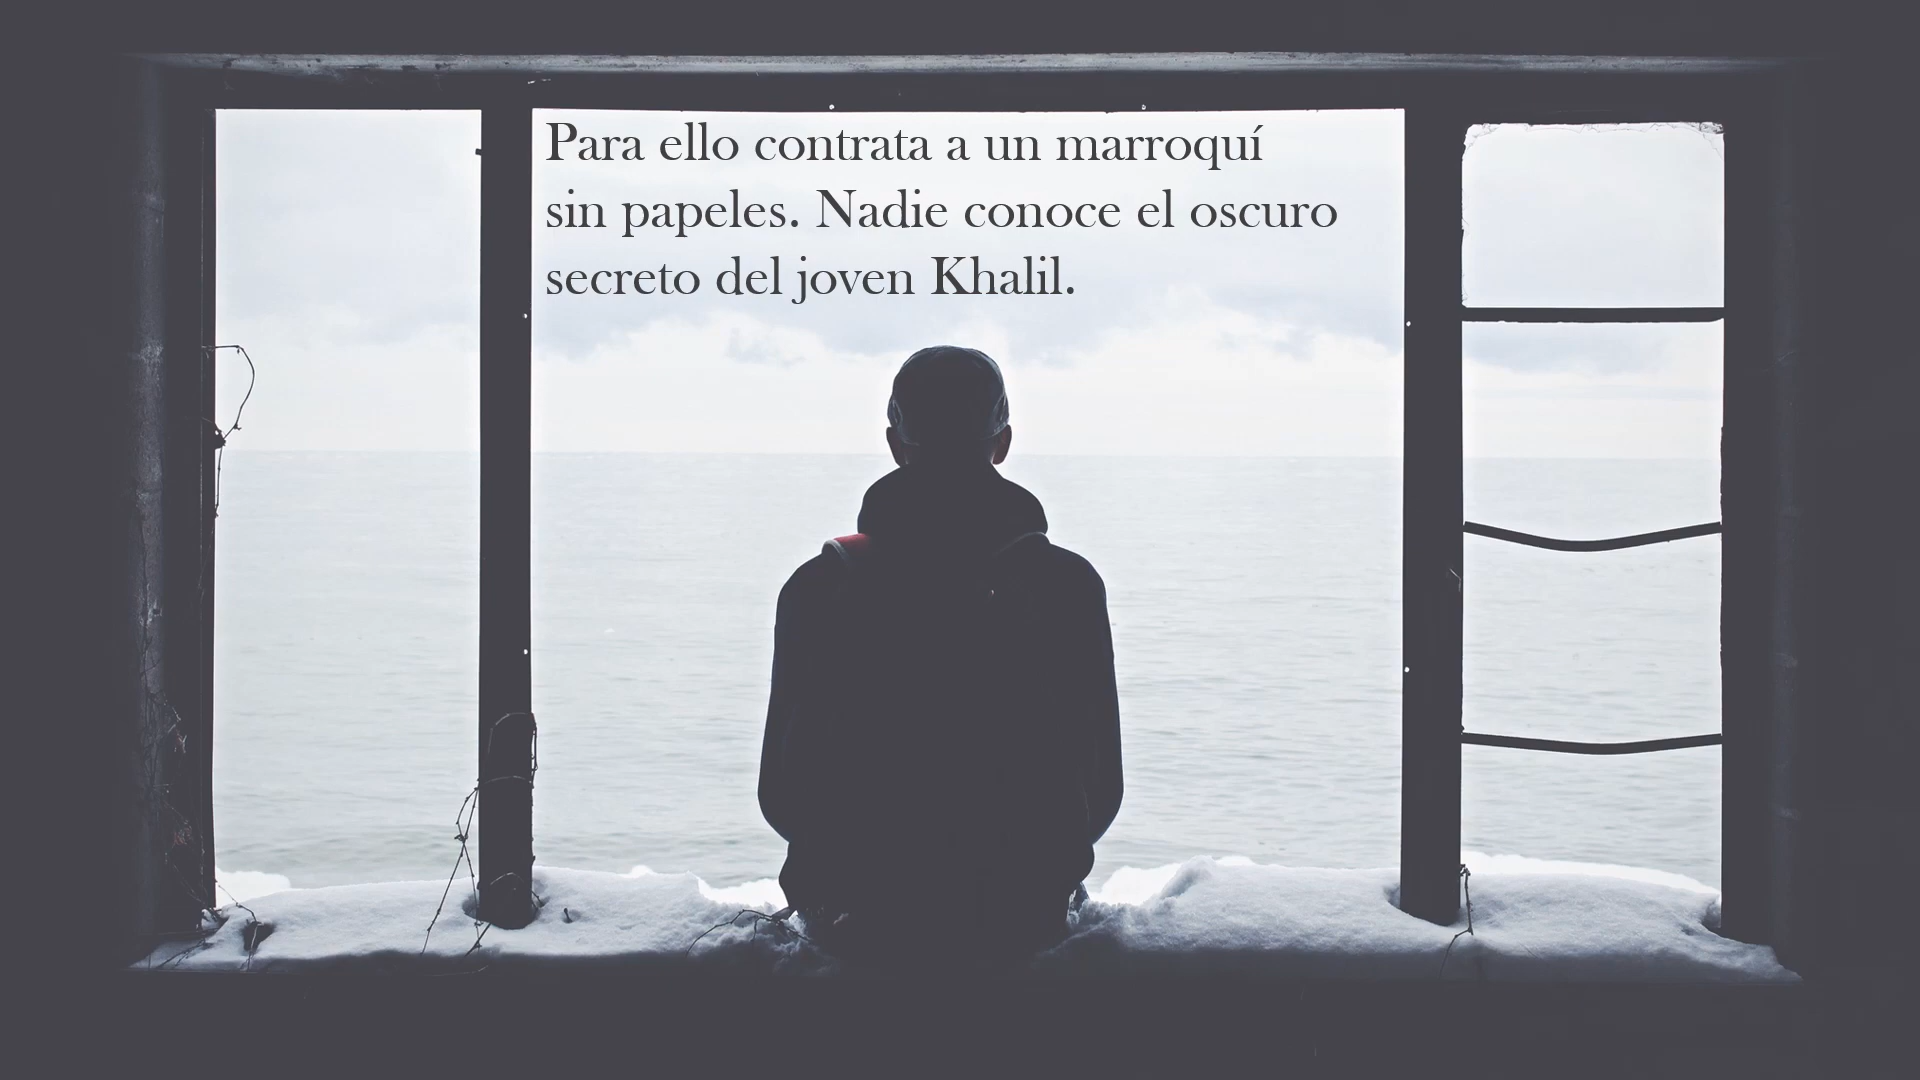 Para ello contrata a un marroquí
sin papeles. Nadie conoce el oscuro
secreto del joven Khalil.